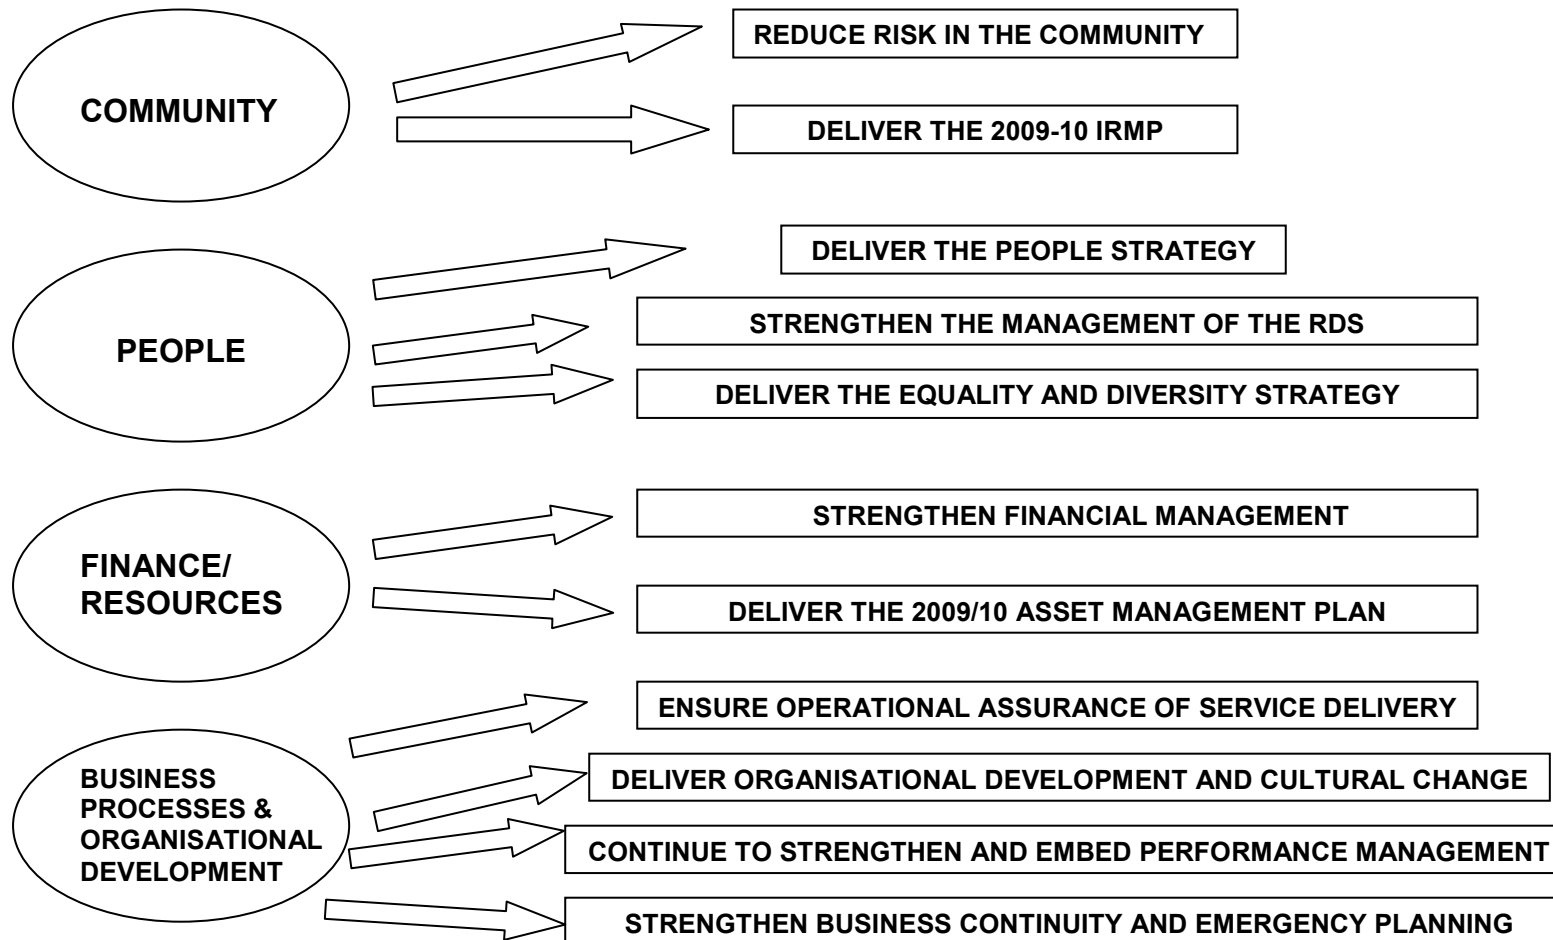 COMMUNITY
REDUCE RISK IN THE COMMUNITY
DELIVER THE 2009-10 IRMP
PEOPLE
DELIVER THE PEOPLE STRATEGY
STRENGTHEN THE MANAGEMENT OF THE RDS
DELIVER THE EQUALITY AND DIVERSITY STRATEGY
FINANCE/
RESOURCES
STRENGTHEN FINANCIAL MANAGEMENT
DELIVER THE 2009/10 ASSET MANAGEMENT PLAN
BUSINESS
PROCESSES &
ORGANISATIONAL
DEVELOPMENT
ENSURE OPERATIONAL ASSURANCE OF SERVICE DELIVERY
DELIVER ORGANISATIONAL DEVELOPMENT AND CULTURAL CHANGE
CONTINUE TO STRENGTHEN AND EMBED PERFORMANCE MANAGEMENT
STRENGTHEN BUSINESS CONTINUITY AND EMERGENCY PLANNING